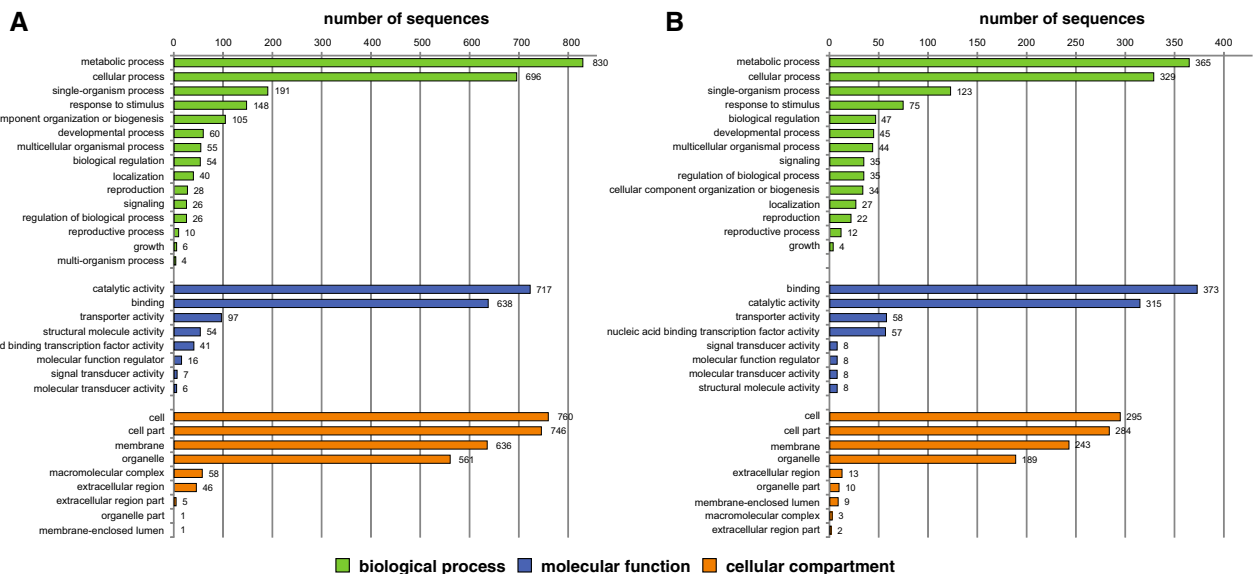 A
number of sequences
0 100 200 300 400 500 600 700 800
metabolic process 830
cellular process 696
single-organism process 191
response to stimulus 148
mponent organization or biogenesis 105
developmental process 60
multicellular organismal process 55
biological regulation 54
localization 40
reproduction 28
signaling 26
regulation of biological process 26
reproductive process 10
growth 6
multi-organism process 4
catalytic activity 717
binding 638
transporter activity 97
structural molecule activity 54
d binding transcription factor activity 41
molecular function regulator 16
signal transducer activity 7
molecular transducer activity 6
cell 760
cell part 746
membrane 636
organelle 561
macromolecular complex 58
extracellular region 46
extracellular region part 5
organelle part 1
membrane-enclosed lumen 1
B
number of sequences
0 50 100 150 200 250 300 350 400
metabolic process 365
cellular process 329
single-organism process 123
response to stimulus 75
biological regulation 47
developmental process 45
multicellular organismal process 44
signaling 35
regulation of biological process 35
cellular component organization or biogenesis 34
localization 27
reproduction 22
reproductive process 12
growth 4
binding 373
catalytic activity 315
transporter activity 58
nucleic acid binding transcription factor activity 57
signal transducer activity 8
molecular function regulator 8
molecular transducer activity 8
structural molecule activity 8
cell 295
cell part 284
membrane 243
organelle 189
extracellular region 13
organelle part 10
membrane-enclosed lumen 9
macromolecular complex 3
extracellular region part 2
biological process molecular function cellular compartment